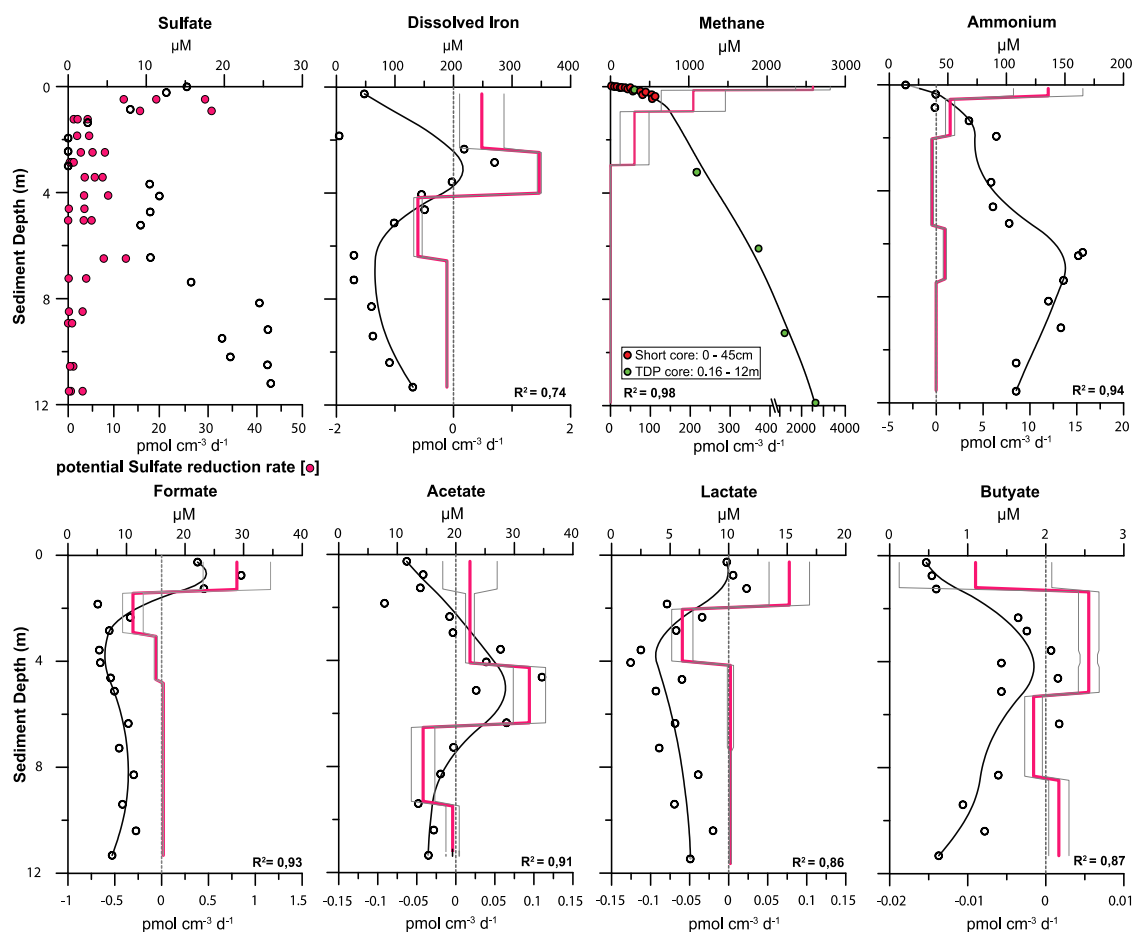 Sulfate
Dissolved Iron
Methane
Ammonium
µM
µM
µM
µM
0 10 20 30
0 100 200 300 400
0 1000 2000 3000
0 5 10 15 20 25
Sediment Depth (m)
0
4
8
12
Short core: 0 - 45cm
TDP core: 0.16 - 12m
R² = 0,74
R² = 0,98
R² = 0,94
0 10 20 30 40 50
-2 0 2
0 100 200 300 400 2000 4000
-5 0 5 10 15 20
pmol cm⁻³ d⁻¹
pmol cm⁻³ d⁻¹
pmol cm⁻³ d⁻¹
pmol cm⁻³ d⁻¹
potential Sulfate reduction rate [●]
Formate
Acetate
Lactate
Butyate
µM
µM
µM
µM
0 10 20 30 40
0 10 20 30 40
0 5 10 15 20 25
0 1 2 3
Sediment Depth (m)
0
4
8
12
R² = 0,93
R² = 0,91
R² = 0,86
R² = 0,87
-1 -0.5 0 0.5 1
-0.15 -0.1 0.05 0 0.05 0.1 0.15
-0.15 -0.1 0.05 0 0.05 0.1 0.15
-0.02 -0.01 0 0.01
pmol cm⁻³ d⁻¹
pmol cm⁻³ d⁻¹
pmol cm⁻³ d⁻¹
pmol cm⁻³ d⁻¹